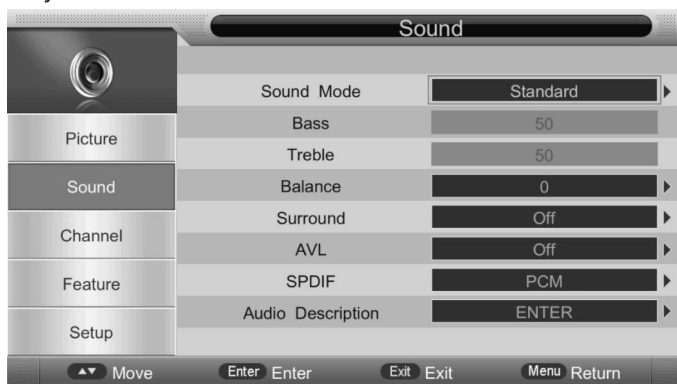 Sound
Sound Mode Standard
Bass 50
Treble 50
Balance 0
Surround Off
AVL Off
SPDIF PCM
Audio Description ENTER
Picture
Sound
Channel
Feature
Setup
Move Enter Enter Exit Exit Menu Return